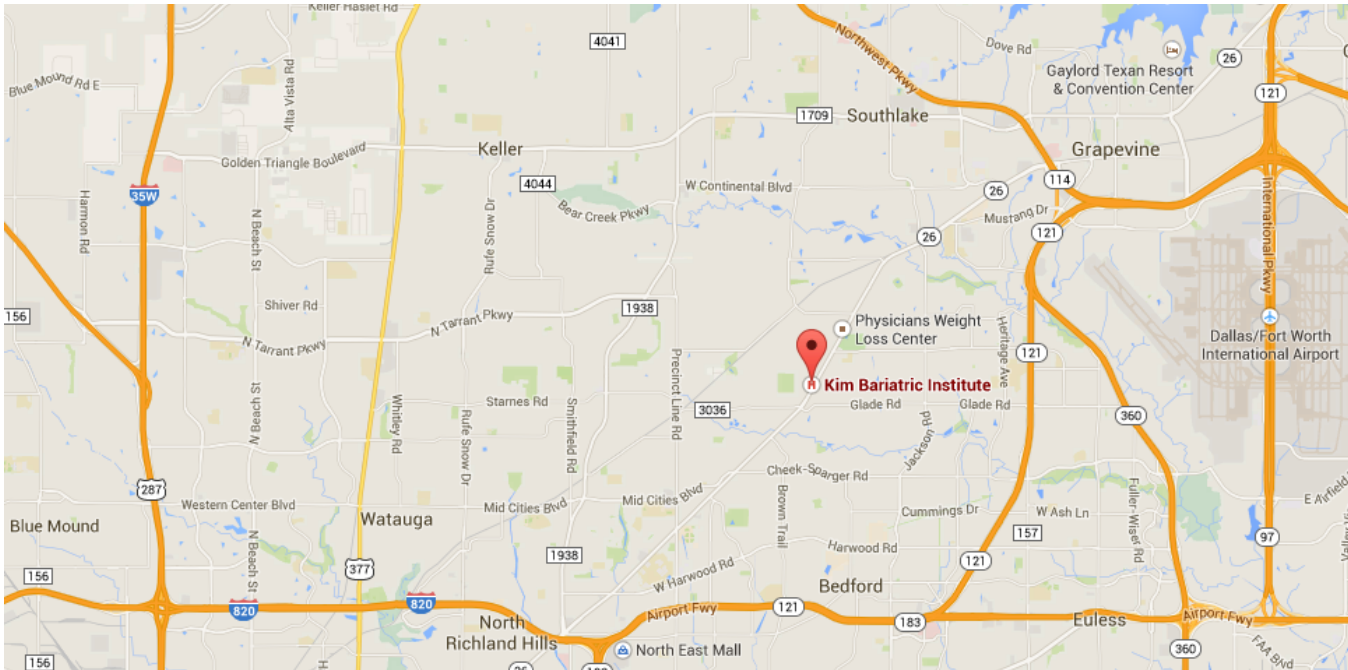 Keller Haslet Rd
4041
Dove Rd
26
Northwest Pkwy
Gaylord Texan Resort
& Convention Center
Blue Mound Rd E
Alta Vista Rd
121
1709
Southlake
Keller
Grapevine
Golden Triangle Boulevard
4044
W Continental Blvd
26
114
35W
Harmon Rd
N Beach St
Rufe Snow Dr
Bear Creek Pkwy
Mustang Dr
26
121
International Pkwy
Shiver Rd
1938
156
N Tarrant Pkwy
N Tarrant Pkwy
Physicians Weight
Loss Center
Heritage Ave
121
Dallas/Fort Worth
International Airport
Precinct Line Rd
Kim Bariatric Institute
N Beach St
Whitley Rd
Rufe Snow Dr
Starnes Rd
Smithfield Rd
3036
Glade Rd
Glade Rd
Jackson Rd
360
287
Cheek-Sparger Rd
Western Center Blvd
Mid Cities Blvd
Mid Cities Blvd
Brown Trail
Cummings Dr
W Ash Ln
Fuller-Wiser Rd
E Airfield
Blue Mound
Watauga
N Beach St
157
97
Valley
377
1938
Harwood Rd
121
156
W Harwood Rd
Bedford
820
820
Airport Fwy
121
183
Euless
Airport Fwy
North
Richland Hills
North East Mall
360
FAA Blvd
156
26